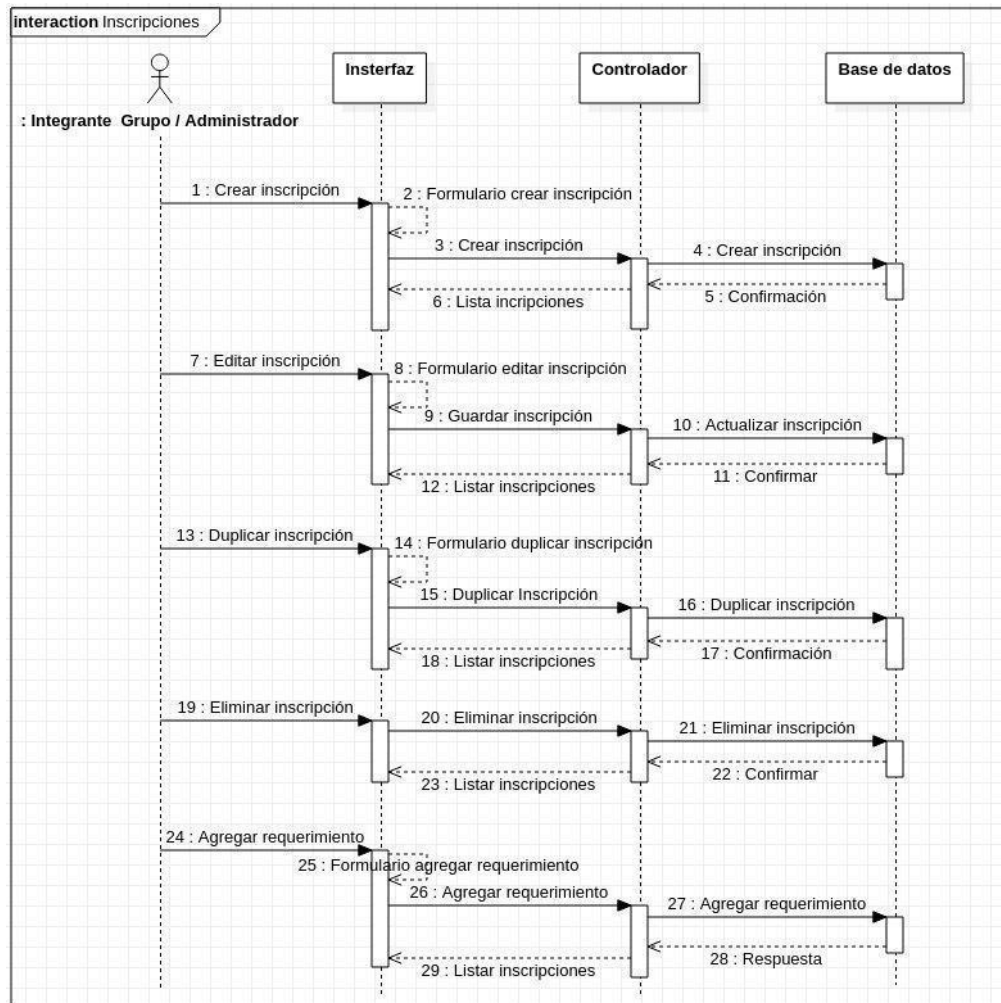 interaction Inscripciones
Insterfaz
Controlador
Base de datos
: Integrante Grupo / Administrador
1 : Crear inscripción
2 : Formulario crear inscripción
3 : Crear inscripción
4 : Crear inscripción
5 : Confirmación
6 : Lista incripciones
7 : Editar inscripción
8 : Formulario editar inscripción
9 : Guardar inscripción
10 : Actualizar inscripción
11 : Confirmar
12 : Listar inscripciones
13 : Duplicar inscripción
14 : Formulario duplicar inscripción
15 : Duplicar Inscripción
16 : Duplicar inscripción
17 : Confirmación
18 : Listar inscripciones
19 : Eliminar inscripción
20 : Eliminar inscripción
21 : Eliminar inscripción
22 : Confirmar
23 : Listar inscripciones
24 : Agregar requerimiento
25 : Formulario agregar requerimiento
26 : Agregar requerimiento
27 : Agregar requerimiento
28 : Respuesta
29 : Listar inscripciones